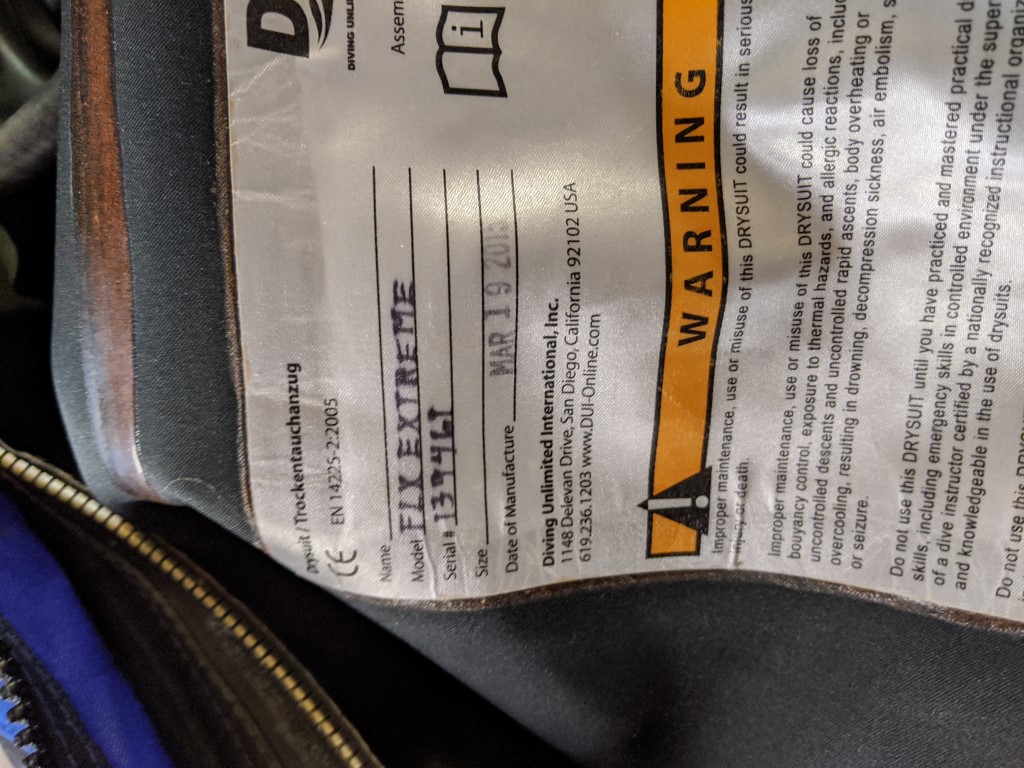 DIVING UNLI
Assem
rysuit / Trockentauchanzug
CE EN 14225-2:2005
Name
Model FLX EXTREME
Serial # 139461
Size
Date of Manufacture MAR 19
Diving Unlimited International, Inc.
1148 Delevan Drive, San Diego, California 92102 USA
619.236.1203 www.DUI-Online.com
WARNING
Improper maintenance, use or misuse of this DRYSUIT could result in serious
injury or death.
Improper maintenance, use or misuse of this DRYSUIT could cause loss of
bouyancy control, exposure to thermal hazards, and allergic reactions, includ
uncontrolled descents and uncontrolled rapid ascents, body overheating or
overcooling, resulting in drowning, decompression sickness, air embolism, s
or seizure.
Do not use this DRYSUIT until you have practiced and mastered practical d
skills, including emergency skills in controlled environment under the super
of a dive instructor certified by a nationally recognized instructional organiz
and knowledgeable in the use of drysuits.
Do not use this DRYSU